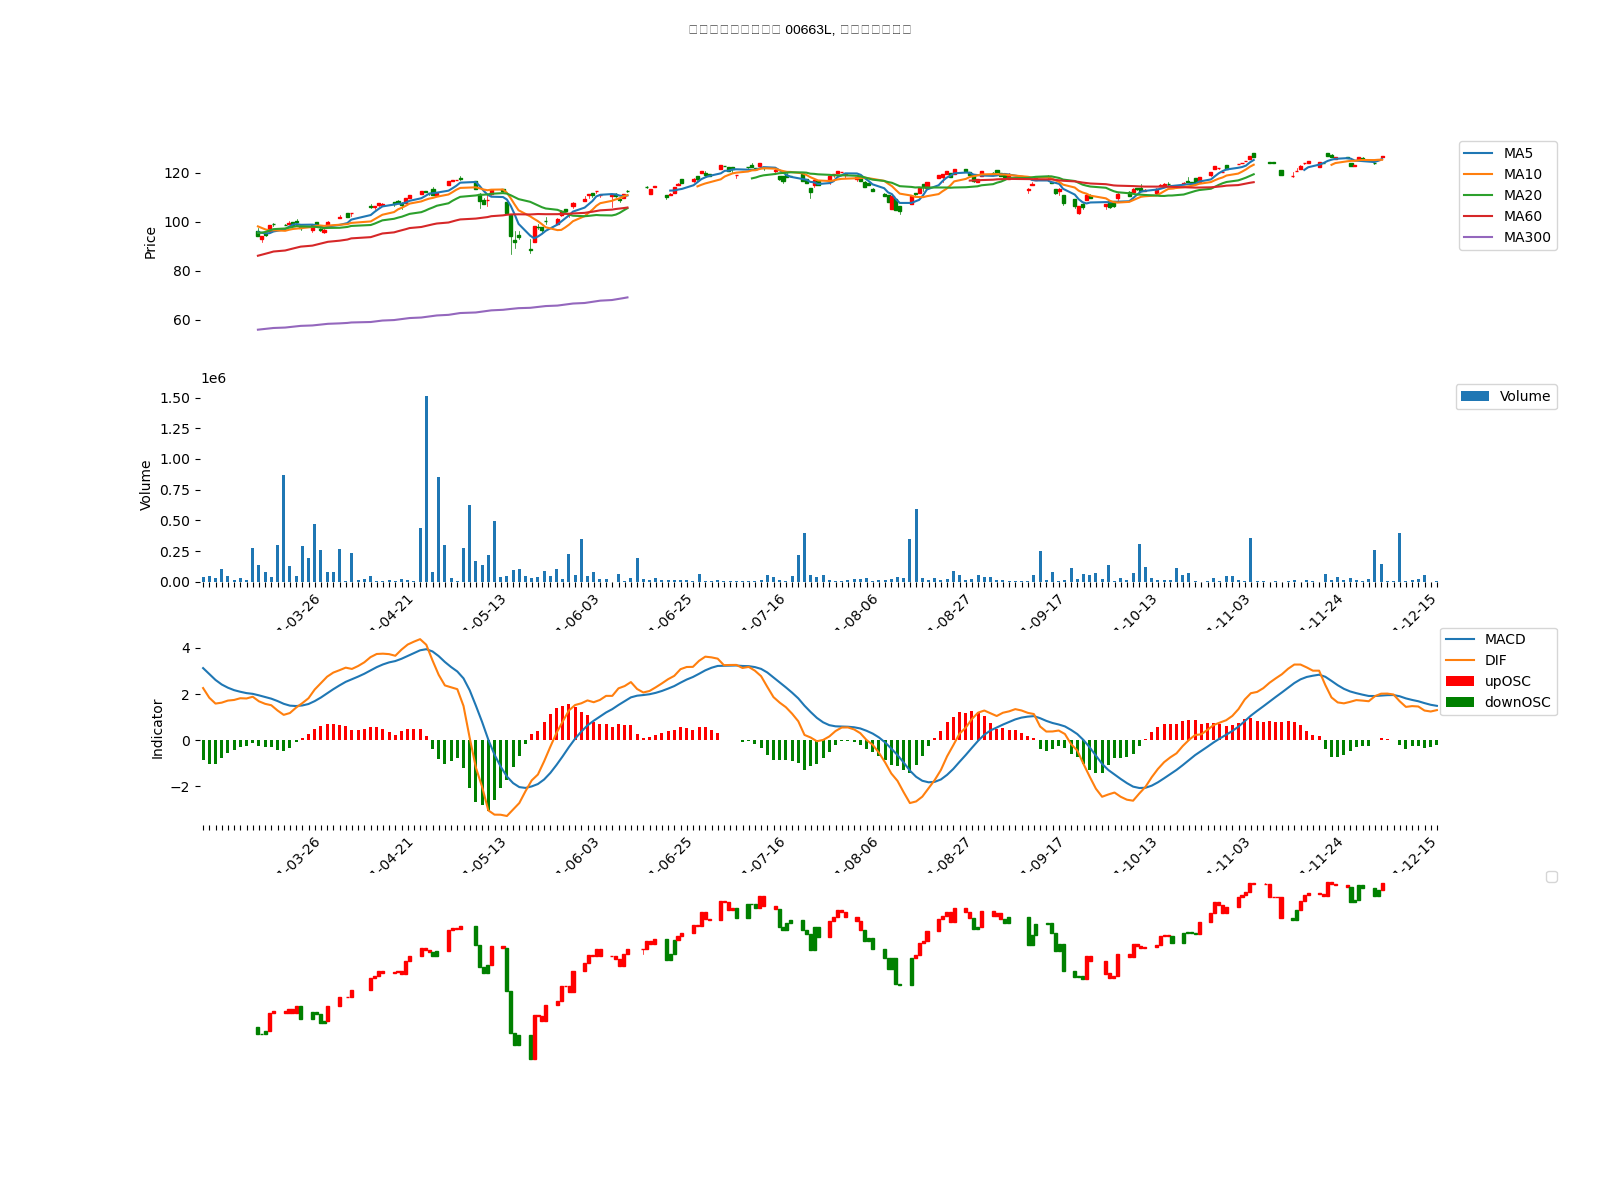 00663L,
MA5
MA10
MA20
MA60
MA300
Price
120
100
80
60
1e6
Volume
Volume
1.50
1.25
1.00
0.75
0.50
0.25
0.00
-03-26
-04-21
-05-13
-06-03
-06-25
-07-16
-08-06
-08-27
-09-17
-10-13
-11-03
-11-24
-12-15
MACD
DIF
upOSC
downOSC
Indicator
4
2
0
−2
-03-26
-04-21
-05-13
-06-03
-06-25
-07-16
-08-06
-08-27
-09-17
-10-13
-11-03
-11-24
-12-15